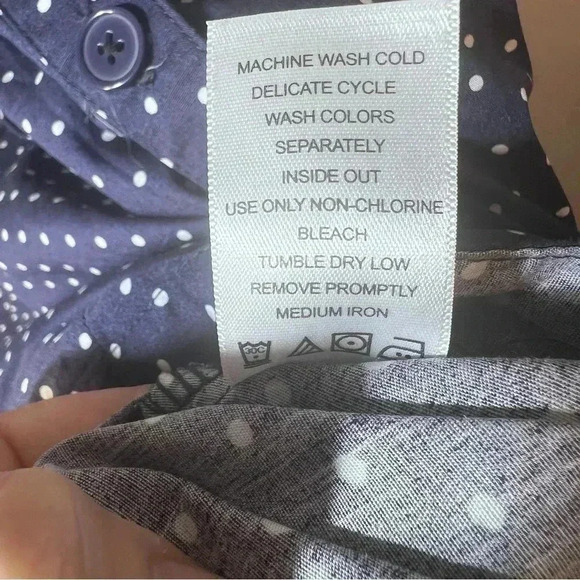 MACHINE WASH COLD
DELICATE CYCLE
WASH COLORS
SEPARATELY
INSIDE OUT
USE ONLY NON-CHLORINE
BLEACH
TUMBLE DRY LOW
REMOVE PROMPTLY
MEDIUM IRON
30C